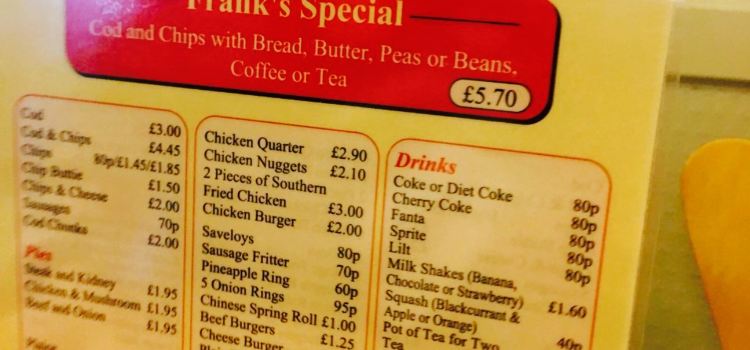 Frank's Special
Cod and Chips with Bread, Butter, Peas or Beans,
Coffee or Tea
£5.70
Cod £3.00
Cod & Chips £4.45
Chips 80p/£1.45/£1.85
Chip Buttie £1.50
Chips & Cheese £2.00
Sausages 70p
Cod Chunks £2.00
Pies
Steak and Kidney £1.95
Chicken & Mushroom £1.95
Beef and Onion £1.95
Chicken Quarter £2.90
Chicken Nuggets £2.10
2 Pieces of Southern
Fried Chicken £3.00
Chicken Burger £2.00
Saveloys 80p
Sausage Fritter 70p
Pineapple Ring 60p
5 Onion Rings 95p
Chinese Spring Roll £1.00
Beef Burgers £1.25
Cheese Burger
Drinks
Coke or Diet Coke 80p
Cherry Coke 80p
Fanta 80p
Sprite 80p
Lilt 80p
Milk Shakes (Banana,
Chocolate or Strawberry) £1.60
Squash (Blackcurrant &
Apple or Orange) 40p
Pot of Tea for Two
Tea